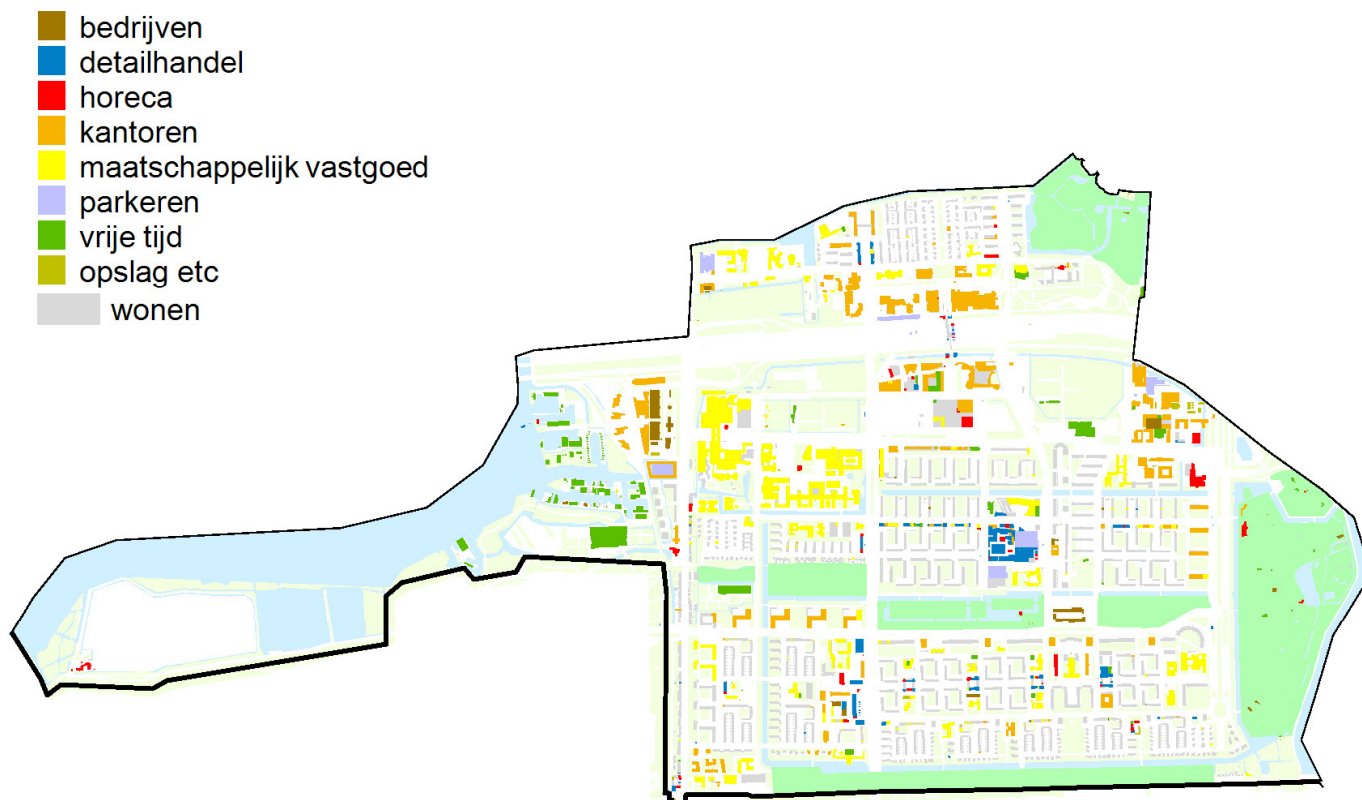 bedrijven
detailhandel
horeca
kantoren
maatschappelijk vastgoed
parkeren
vrije tijd
opslag etc
wonen